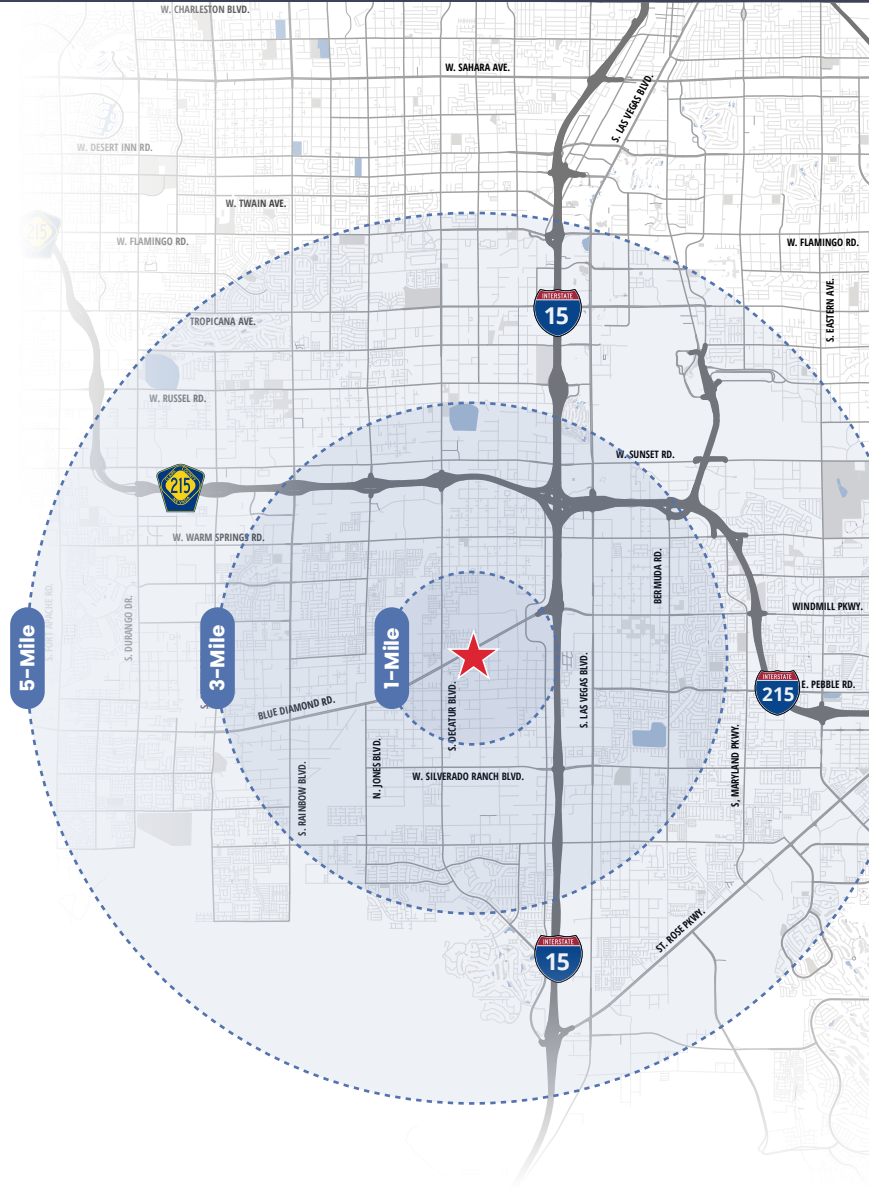 W. CHARLESTON BLVD.
W. SAHARA AVE.
S. LAS VEGAS BLVD.
W. DESERT INN RD.
W. TWAIN AVE.
215
W. FLAMINGO RD.
W. FLAMINGO RD.
S. EASTERN AVE.
INTERSTATE
15
TROPICANA AVE.
W. RUSSEL RD.
W. SUNSET RD.
215
W. WARM SPRINGS RD.
BERMUDA RD.
WINDMILL PKWY.
S. DURANGO DR.
5-Mile
3-Mile
1-Mile
INTERSTATE
215
E. PEBBLE RD.
S. LAS VEGAS BLVD.
BLUE DIAMOND RD.
S. DECATUR BLVD.
S, MARYLAND PKWY.
N. JONES BLVD.
S. RAINBOW BLVD.
W. SILVERADO RANCH BLVD.
ST. ROSE PKWY.
INTERSTATE
15